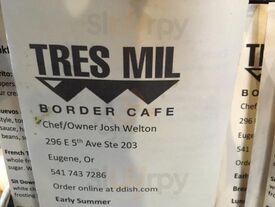 TRES MIL
BORDER CAFE
Chef/Owner Josh Welton
296 E 5th Ave Ste 203
Eugene, Or
541 743 7286
Order online at ddish.com
Early Summer